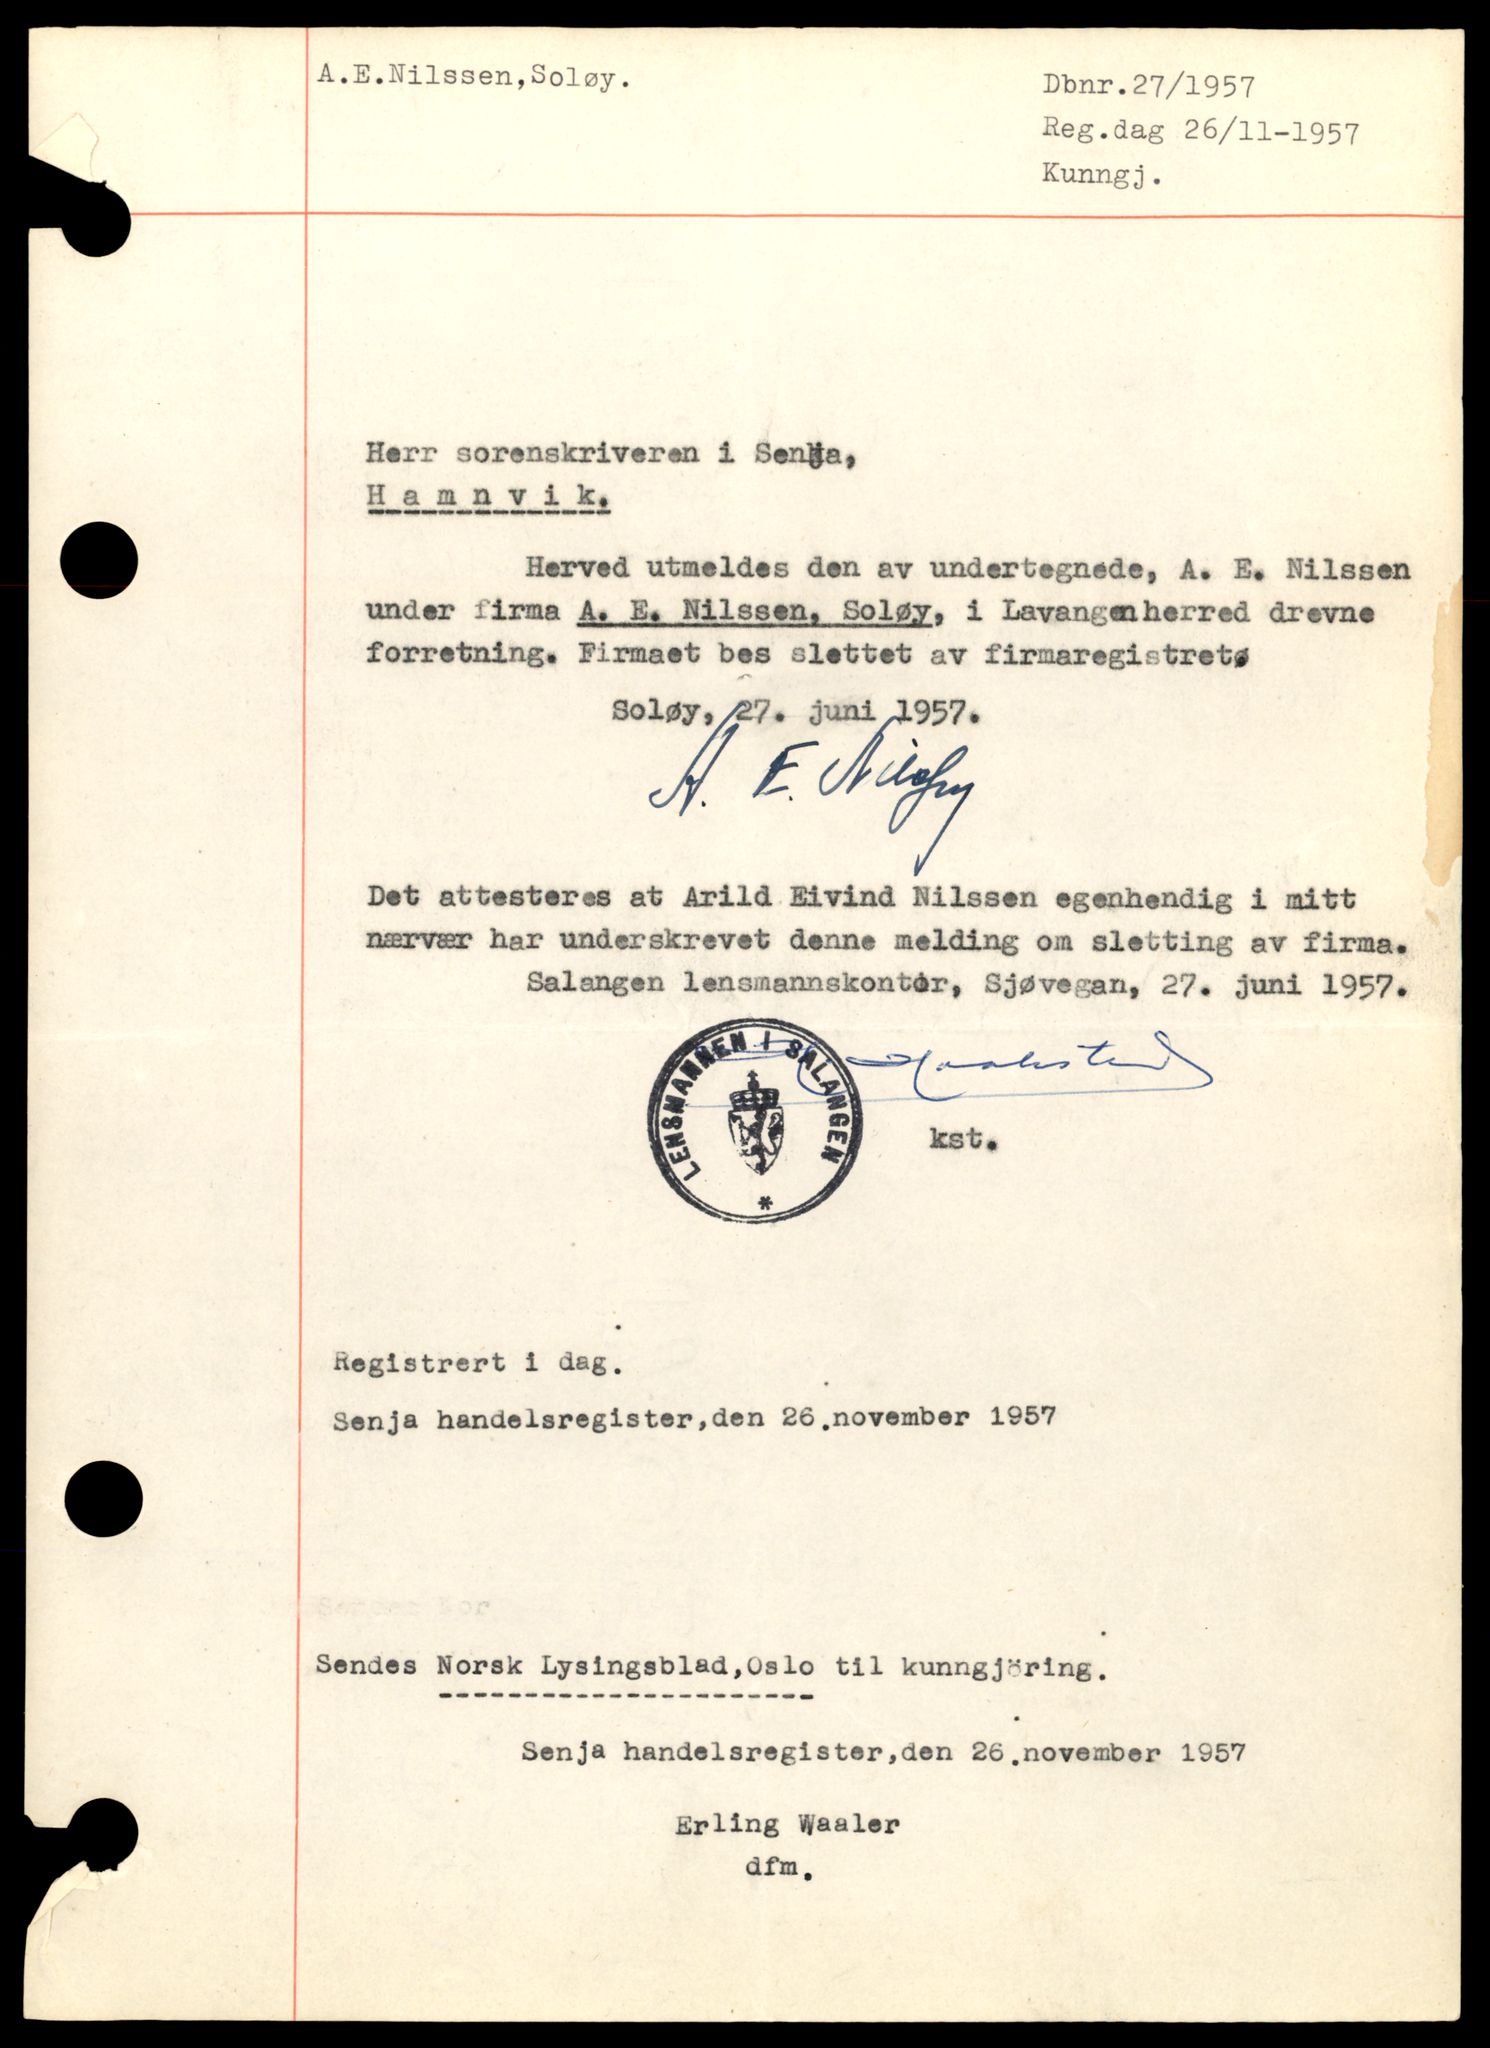 A.E.Nilssen,Soløy.
Dbnr.27/1957
Reg.dag 26/11-1957
Kunngj.
Herr sorenskriveren i Senja,
H a m n v i k.
Herved utmeldes den av undertegnede, A. E. Nilssen
under firma A. E. Nilssen, Soløy, i Lavangen herred drevne
forretning. Firmaet bes slettet av firmaregistretø
Soløy, 27. juni 1957.
A. E. Nilssen
Det attesteres at Arild Eivind Nilssen egenhendig i mitt
nærvær har underskrevet denne melding om sletting av firma.
Salangen lensmannskontor, Sjøvegan, 27. juni 1957.
LENSMANNEN I SALANGEN *
kst.
Registrert i dag.
Senja handelsregister,den 26.november 1957
Sendes Nor
Sendes Norsk Lysingsblad,Oslo til kunngjöring.
Senja handelsregister,den 26.november 1957
Erling Waaler
dfm.